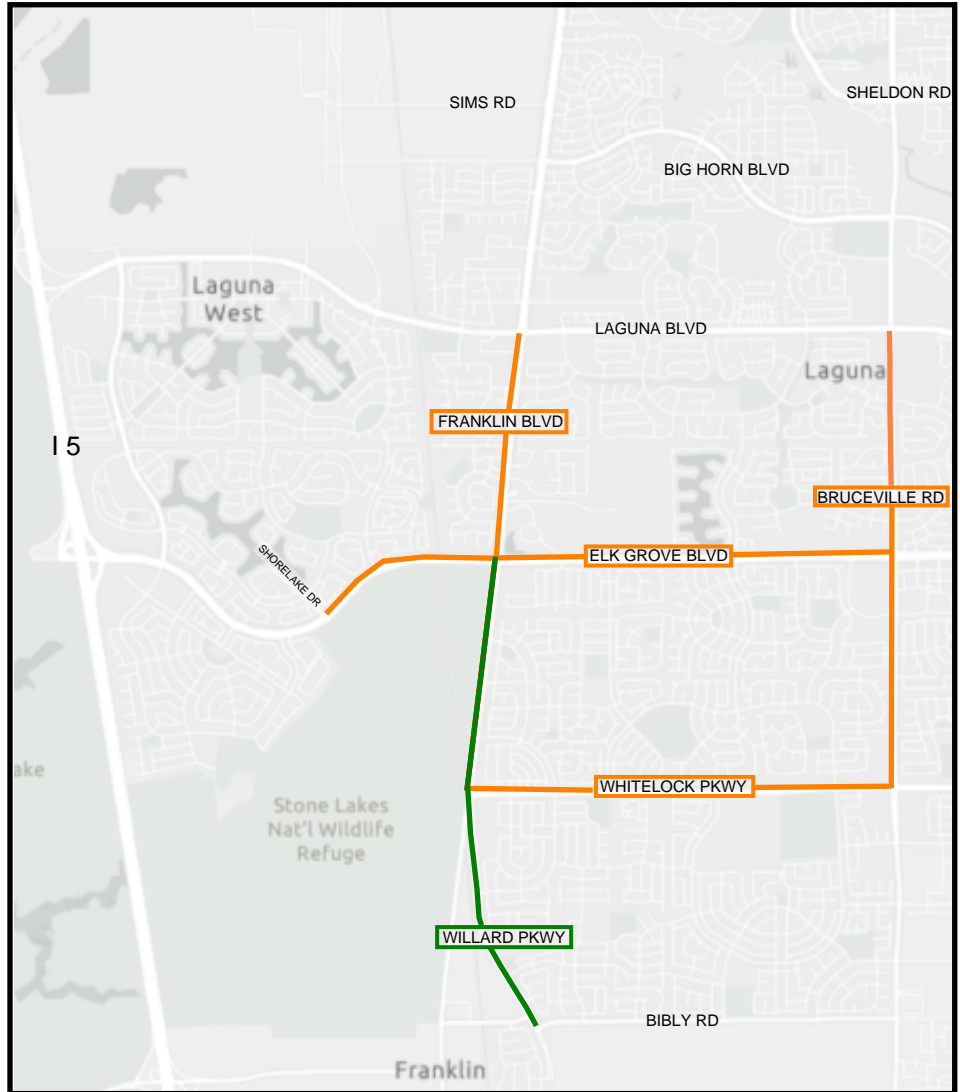 SIMS RD
SHELDON RD
BIG HORN BLVD
Laguna
West
LAGUNA BLVD
Laguna
FRANKLIN BLVD
I 5
BRUCEVILLE RD
ELK GROVE BLVD
SHORELAKE DR
ake
WHITELOCK PKWY
Stone Lakes
Nat'l Wildlife
Refuge
WILLARD PKWY
BIBLY RD
Franklin